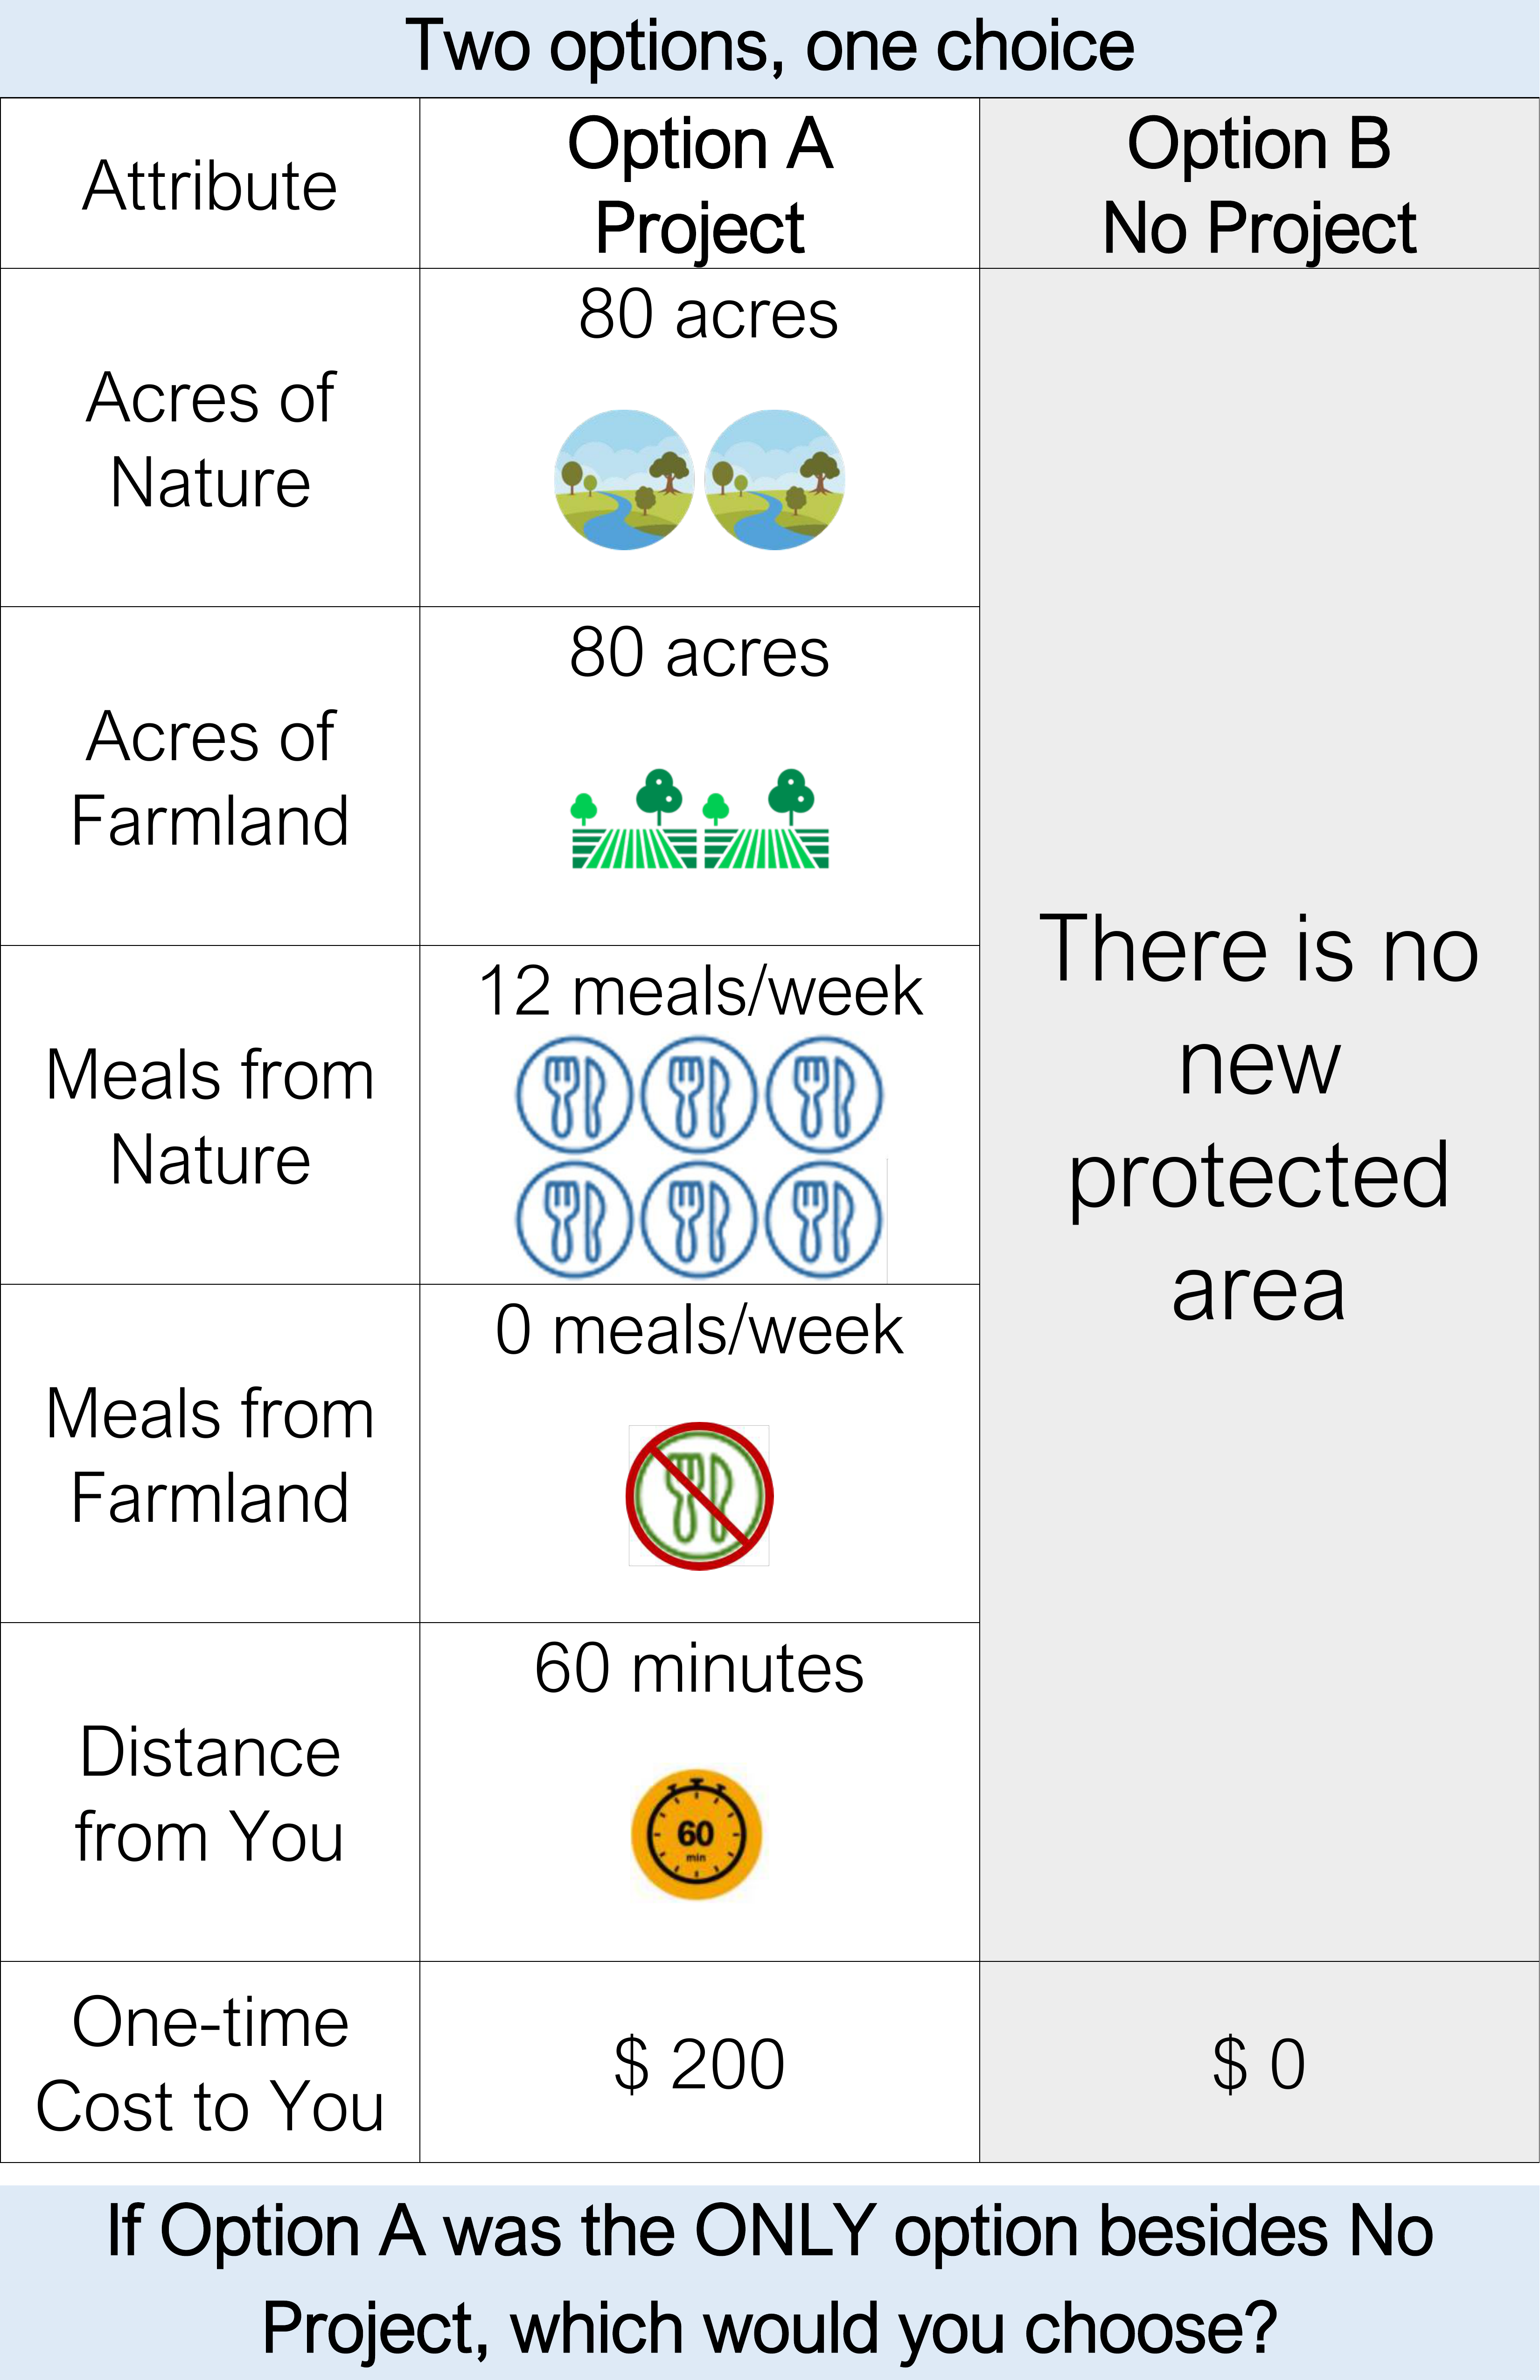 Two options, one choice
Attribute
Option A
Project
Option B
No Project
Acres of
Nature
80 acres
Acres of
Farmland
80 acres
Meals from
Nature
12 meals/week
Meals from
Farmland
0 meals/week
Distance
from You
60 minutes
60
min
There is no
new
protected
area
One-time
Cost to You
$ 200
$ 0
If Option A was the ONLY option besides No
Project, which would you choose?